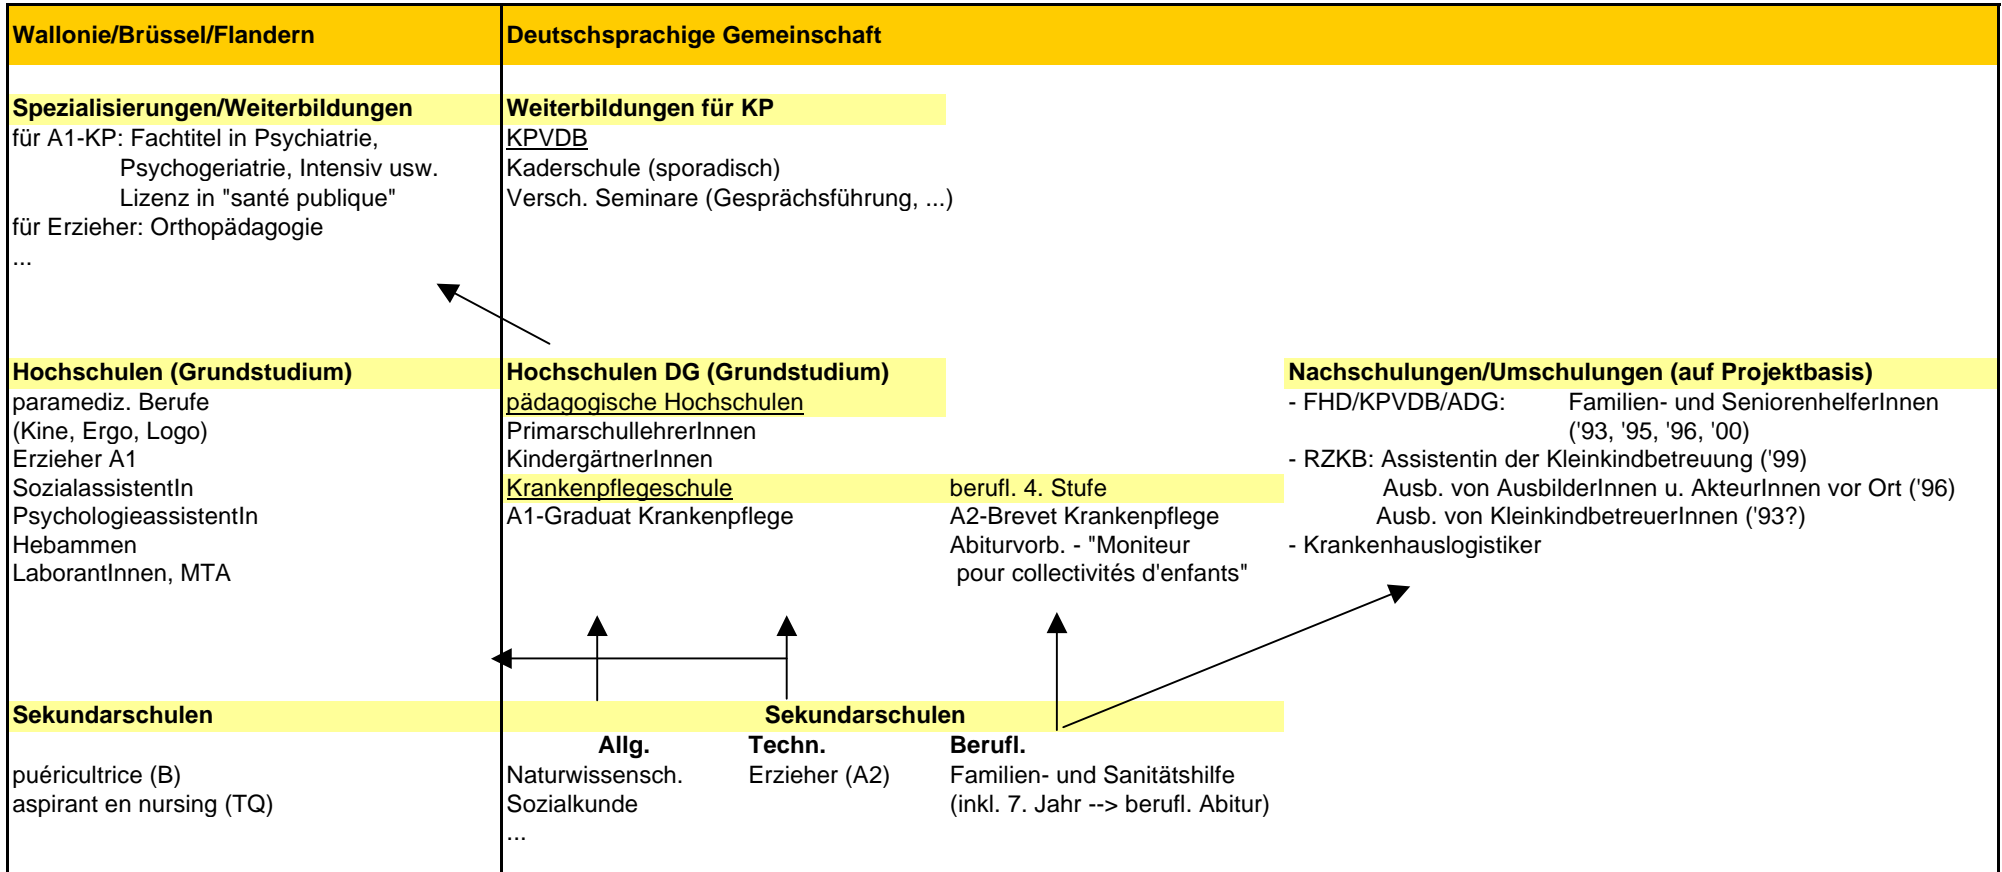 Wallonie/Brüssel/Flandern Deutschsprachige Gemeinschaft
Spezialisierungen/Weiterbildungen Weiterbildungen für KP
für A1-KP: Fachtitel in Psychiatrie, KPVDB
Psychogeriatrie, Intensiv usw. Kaderschule (sporadisch)
Lizenz in "santé publique" Versch. Seminare (Gesprächsführung, ...)
für Erzieher: Orthopädagogie
...
Hochschulen (Grundstudium) Hochschulen DG (Grundstudium) Nachschulungen/Umschulungen (auf Projektbasis)
paramediz. Berufe pädagogische Hochschulen - FHD/KPVDB/ADG: Familien- und SeniorenhelferInnen
(Kine, Ergo, Logo) PrimarschullehrerInnen ('93, '95, '96, '00)
Erzieher A1 KindergärtnerInnen - RZKB: Assistentin der Kleinkindbetreuung ('99)
SozialassistentIn Krankenpflegeschule berufl. 4. Stufe Ausb. von AusbilderInnen u. AkteurInnen vor Ort ('96)
PsychologieassistentIn A1-Graduat Krankenpflege A2-Brevet Krankenpflege Ausb. von KleinkindbetreuerInnen ('93?)
Hebammen Abiturvorb. - "Moniteur - Krankenhauslogistiker
LaborantInnen, MTA pour collectivités d'enfants"
Sekundarschulen Sekundarschulen
Allg. Techn. Berufl.
puéricultrice (B) Naturwissensch. Erzieher (A2) Familien- und Sanitätshilfe
aspirant en nursing (TQ) Sozialkunde (inkl. 7. Jahr --> berufl. Abitur)
...